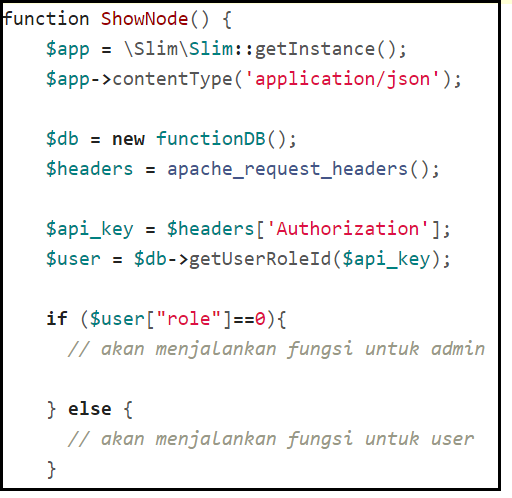 function ShowNode() {
$app = \Slim\Slim::getInstance();
$app->contentType('application/json');
$db = new functionDB();
$headers = apache_request_headers();
$api_key = $headers['Authorization'];
$user = $db->getUserRoleId($api_key);
if ($user["role"]==0){
// akan menjalankan fungsi untuk admin
} else {
// akan menjalankan fungsi untuk user
}